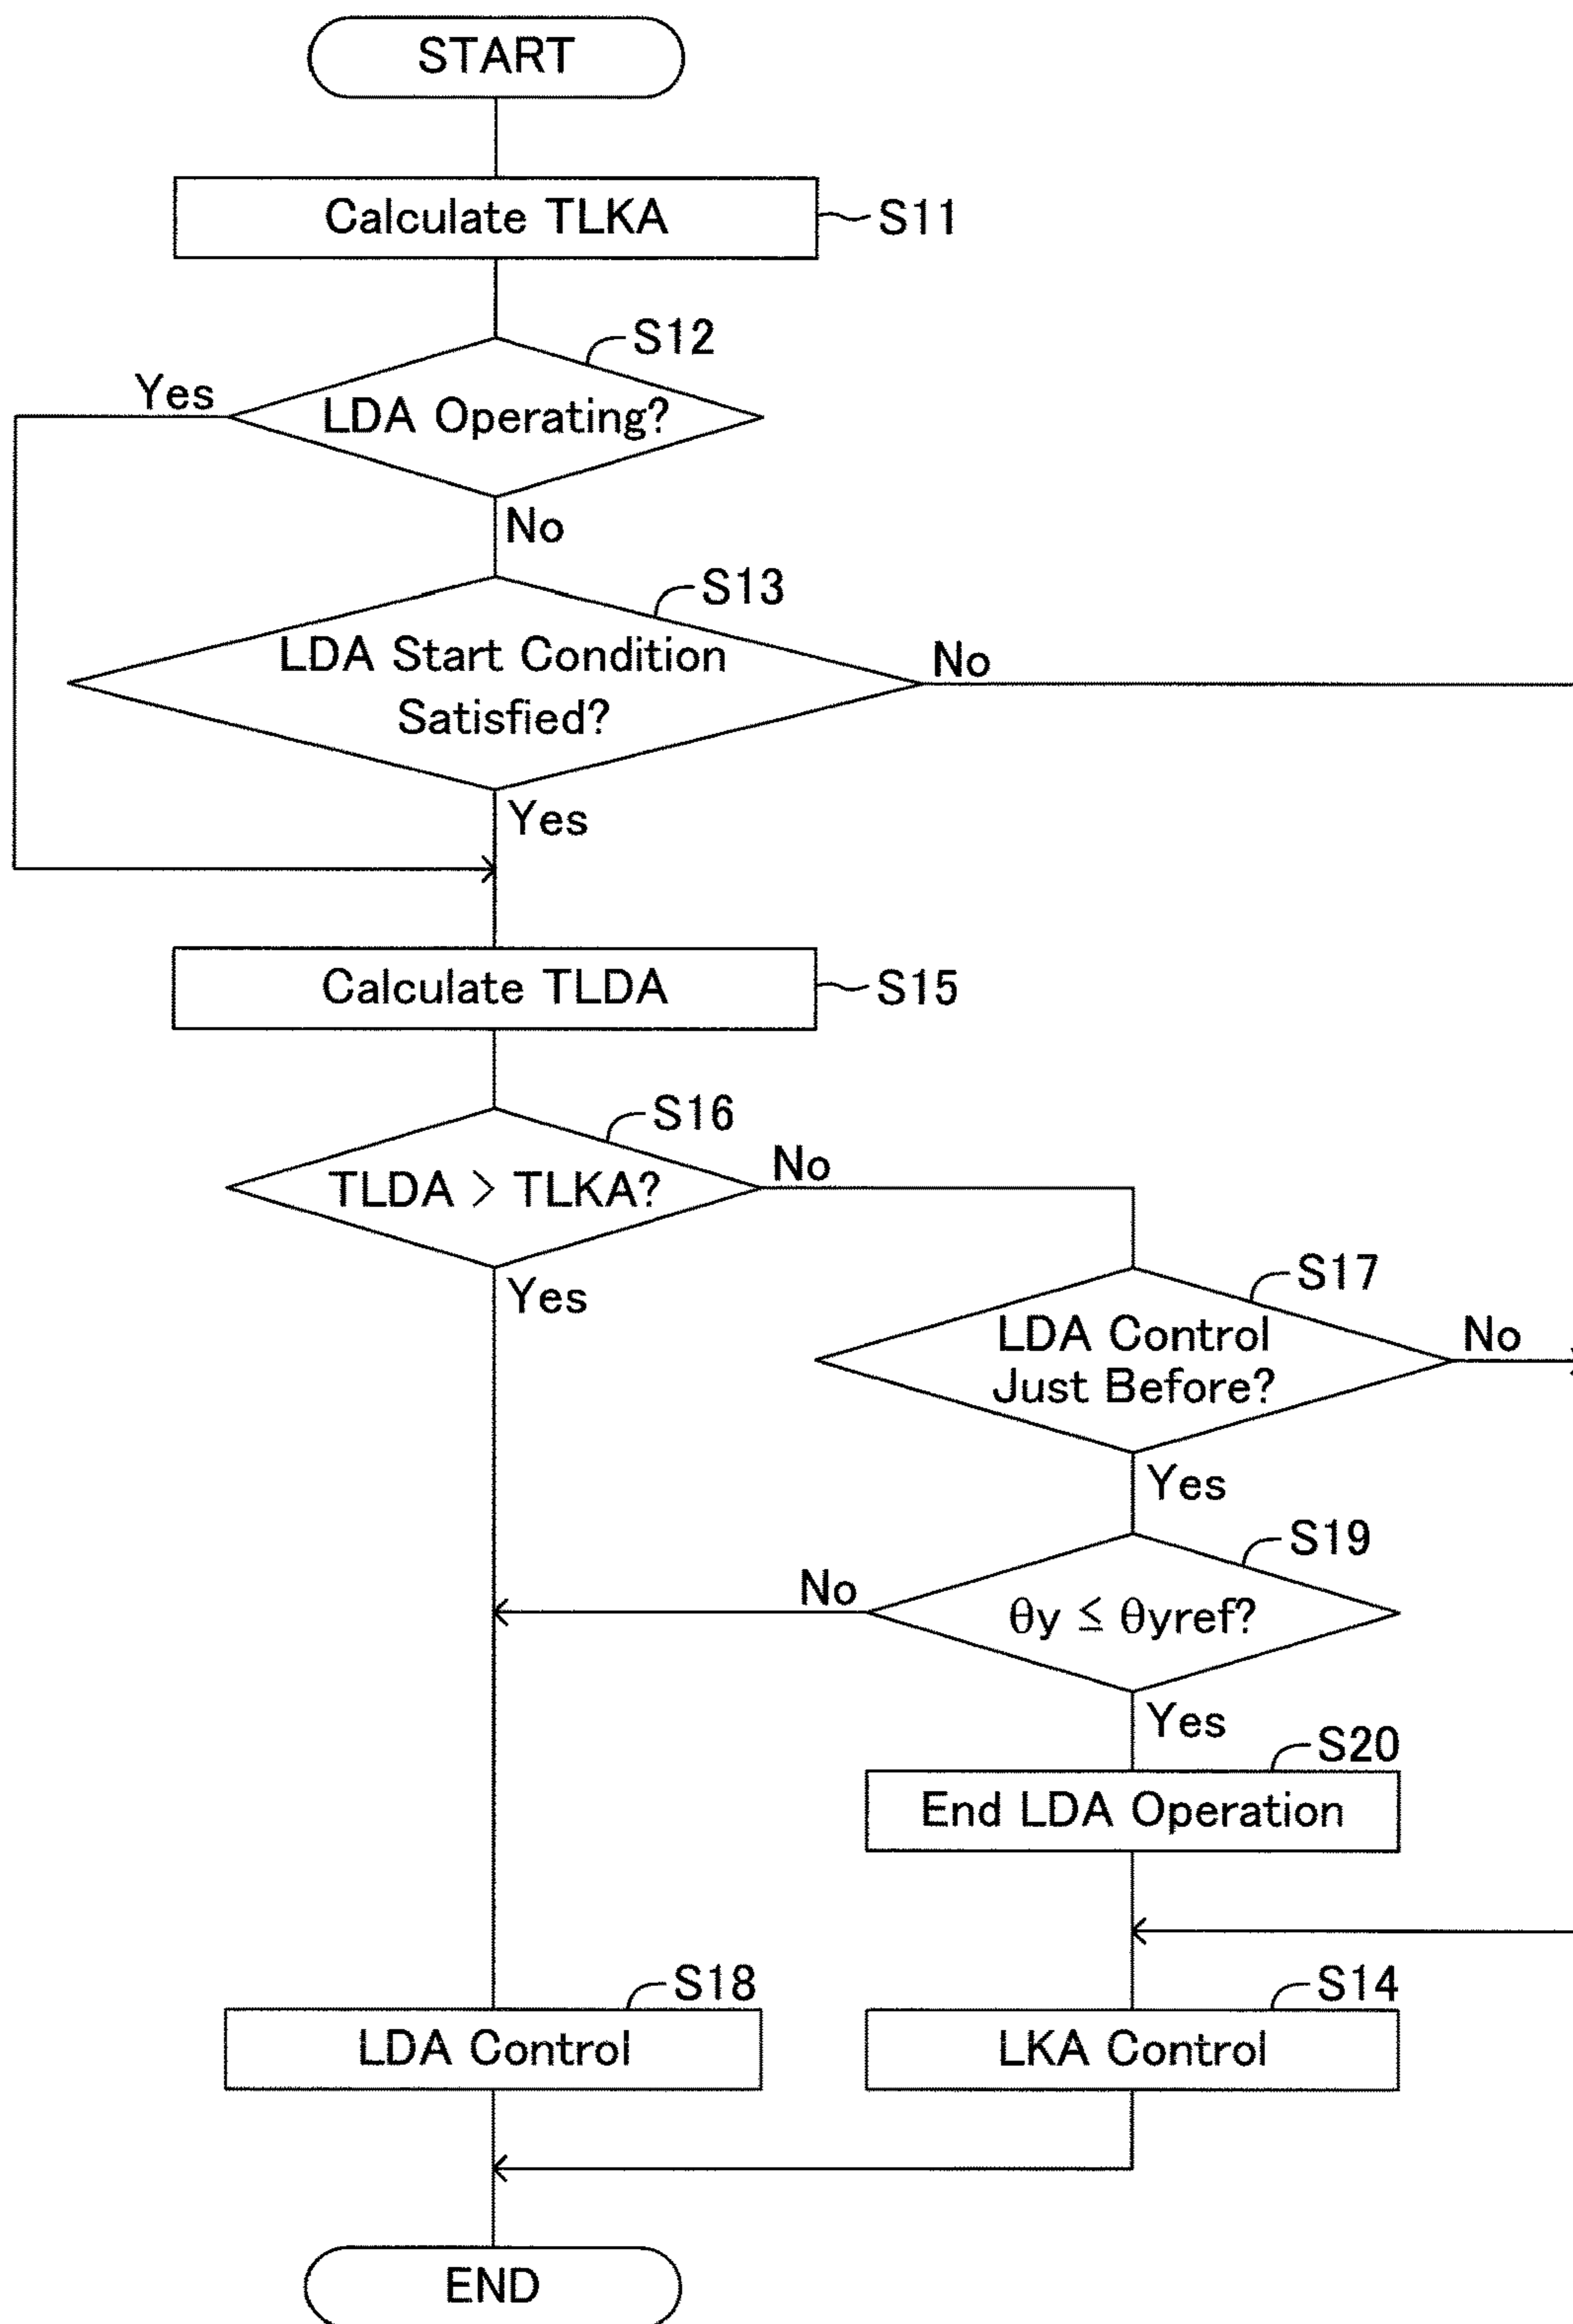 START
Calculate TLKA
S11
S12
Yes
LDA Operating?
No
S13
LDA Start Condition
Satisfied?
No
Yes
Calculate TLDA
S15
S16
TLDA > TLKA?
No
Yes
S17
LDA Control
Just Before?
No
Yes
S19
No
θy ≦ θyref?
Yes
S20
End LDA Operation
S18
LDA Control
S14
LKA Control
END